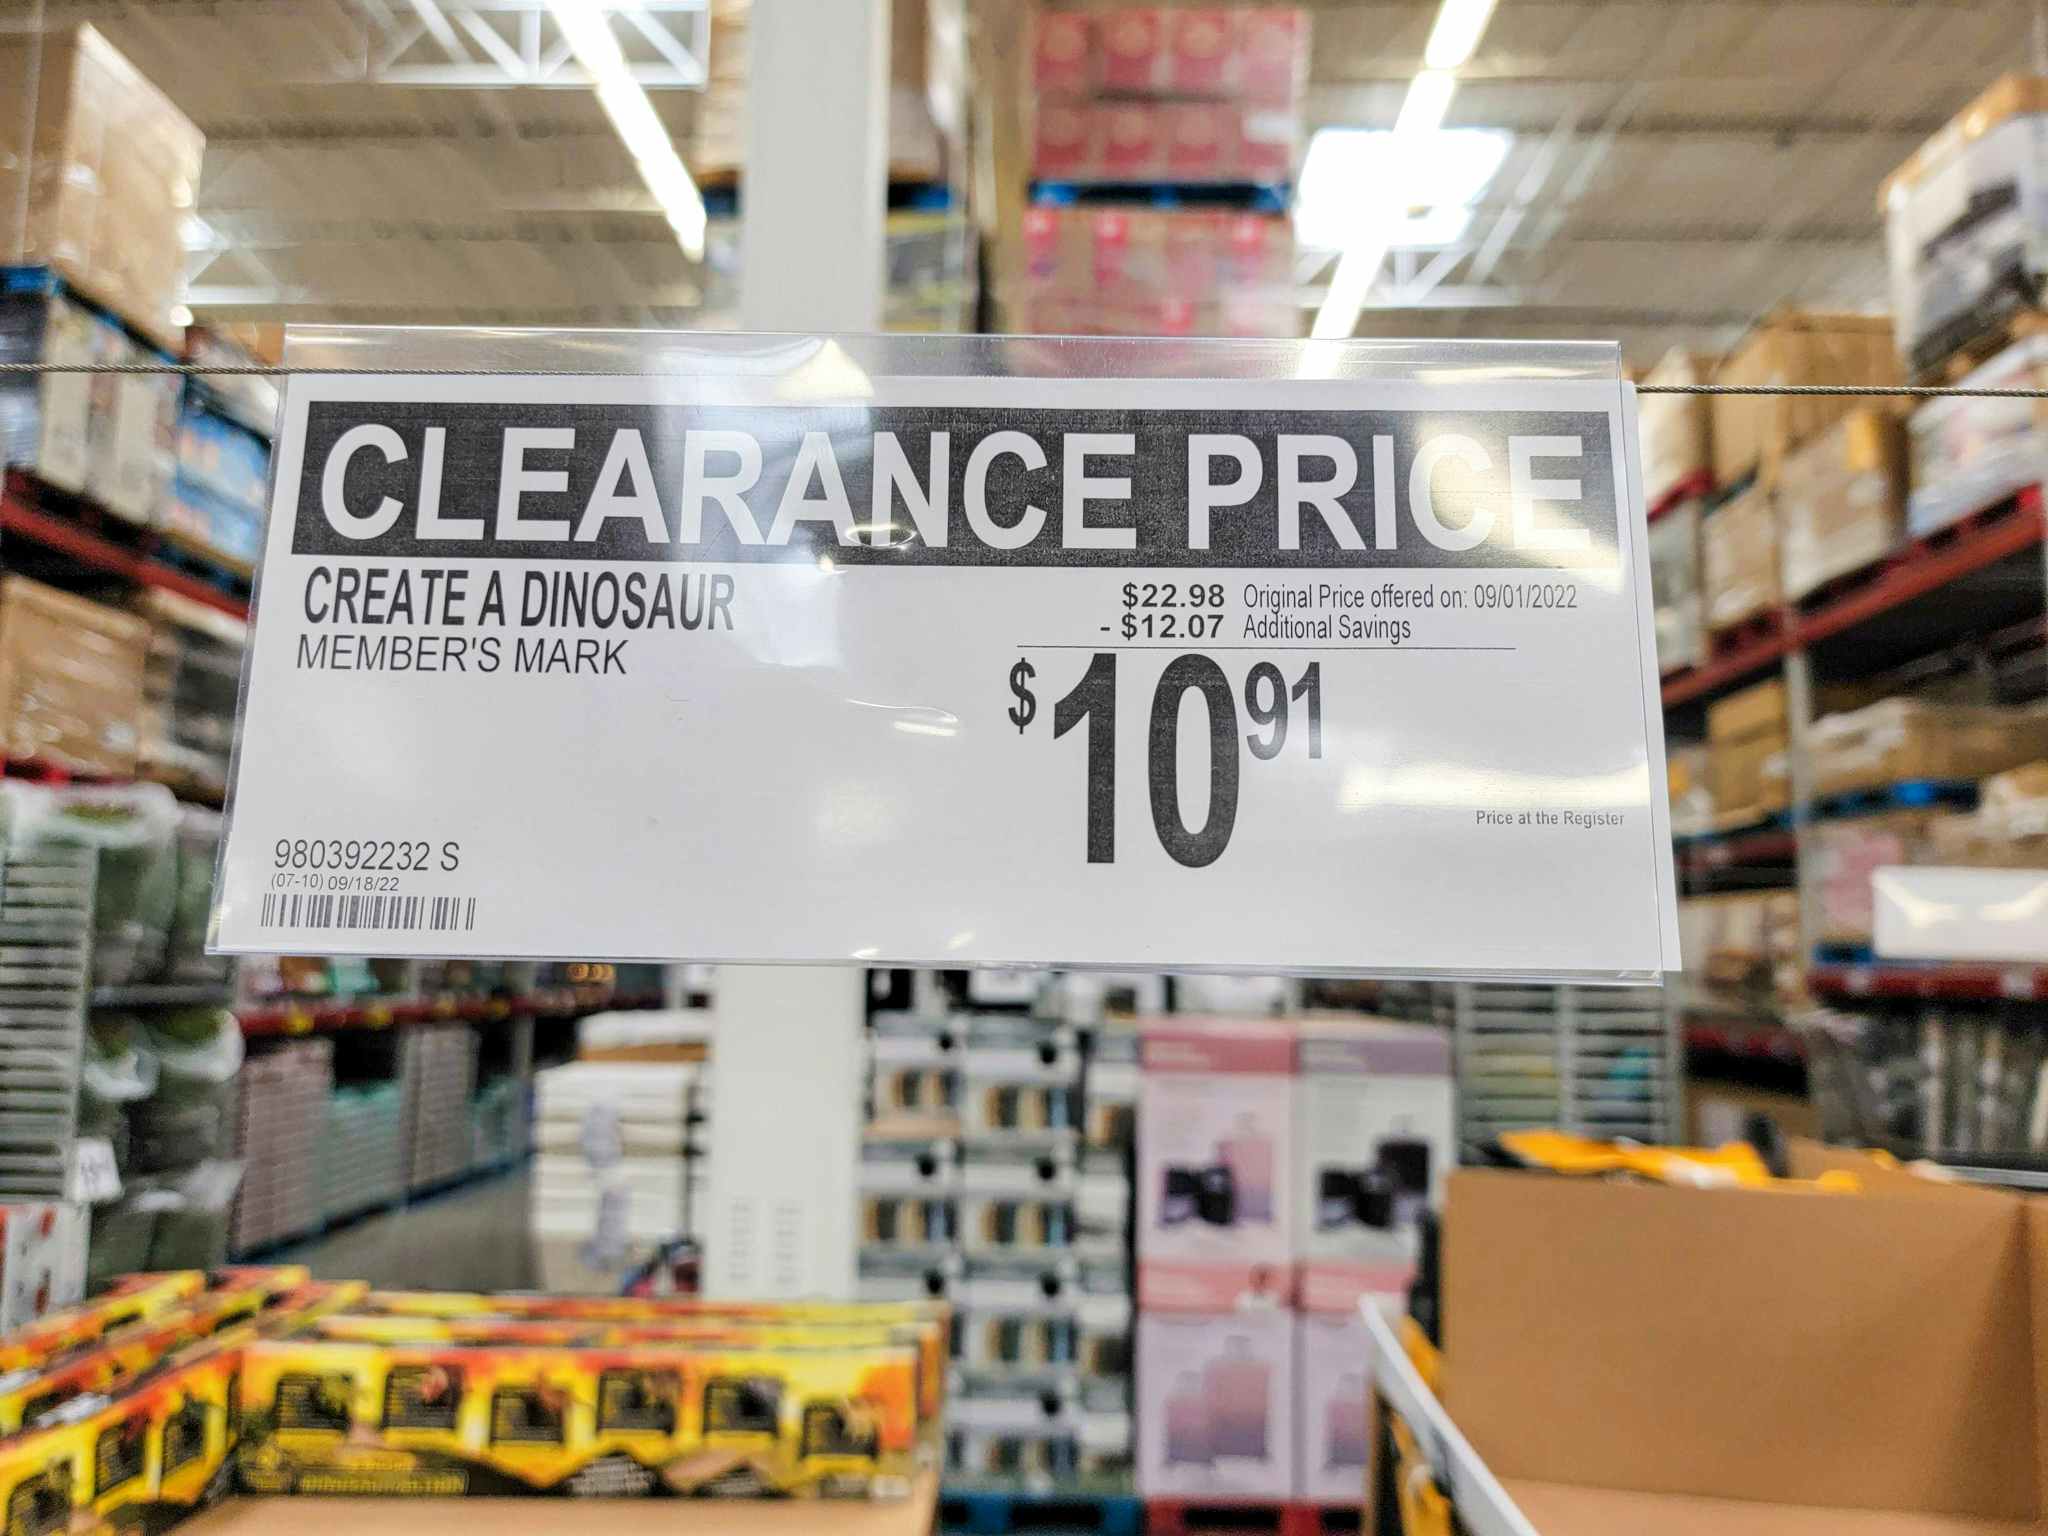 CLEARANCE PRICE
CREATE A DINOSAUR
MEMBER'S MARK
$22.98 Original Price offered on: 09/01/2022
- $12.07 Additional Savings
$10 91
Price at the Register
980392232 S
(07-10) 09/18/22